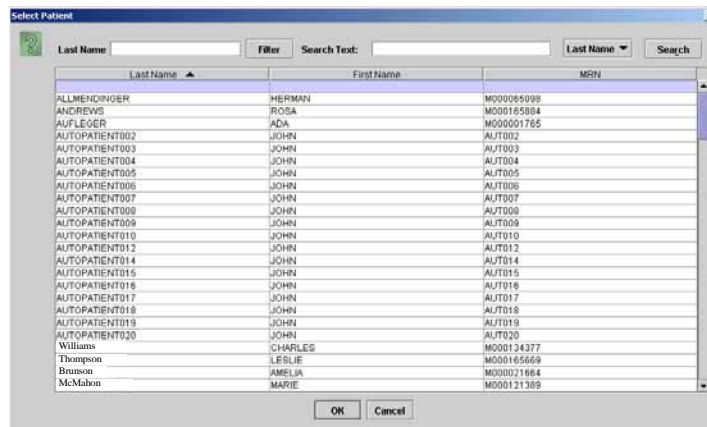 Select Patient
Last Name Filter Search Text: Last Name Search
Last Name First Name MRN
ALLMENDINGER HERMAN M000065098
ANDREWS ROSA M000165884
AUFLEGER ADA M000001765
AUTOPATIENT002 JOHN AUT002
AUTOPATIENT003 JOHN AUT003
AUTOPATIENT004 JOHN AUT004
AUTOPATIENT005 JOHN AUT005
AUTOPATIENT006 JOHN AUT006
AUTOPATIENT007 JOHN AUT007
AUTOPATIENT008 JOHN AUT008
AUTOPATIENT009 JOHN AUT009
AUTOPATIENT010 JOHN AUT010
AUTOPATIENT012 JOHN AUT012
AUTOPATIENT014 JOHN AUT014
AUTOPATIENT015 JOHN AUT015
AUTOPATIENT016 JOHN AUT016
AUTOPATIENT017 JOHN AUT017
AUTOPATIENT018 JOHN AUT018
AUTOPATIENT019 JOHN AUT019
AUTOPATIENT020 JOHN AUT020
Williams CHARLES M000134377
Thompson LESLIE M000165669
Brunson AMELIA M000021664
McMahon MARIE M000121389
OK Cancel